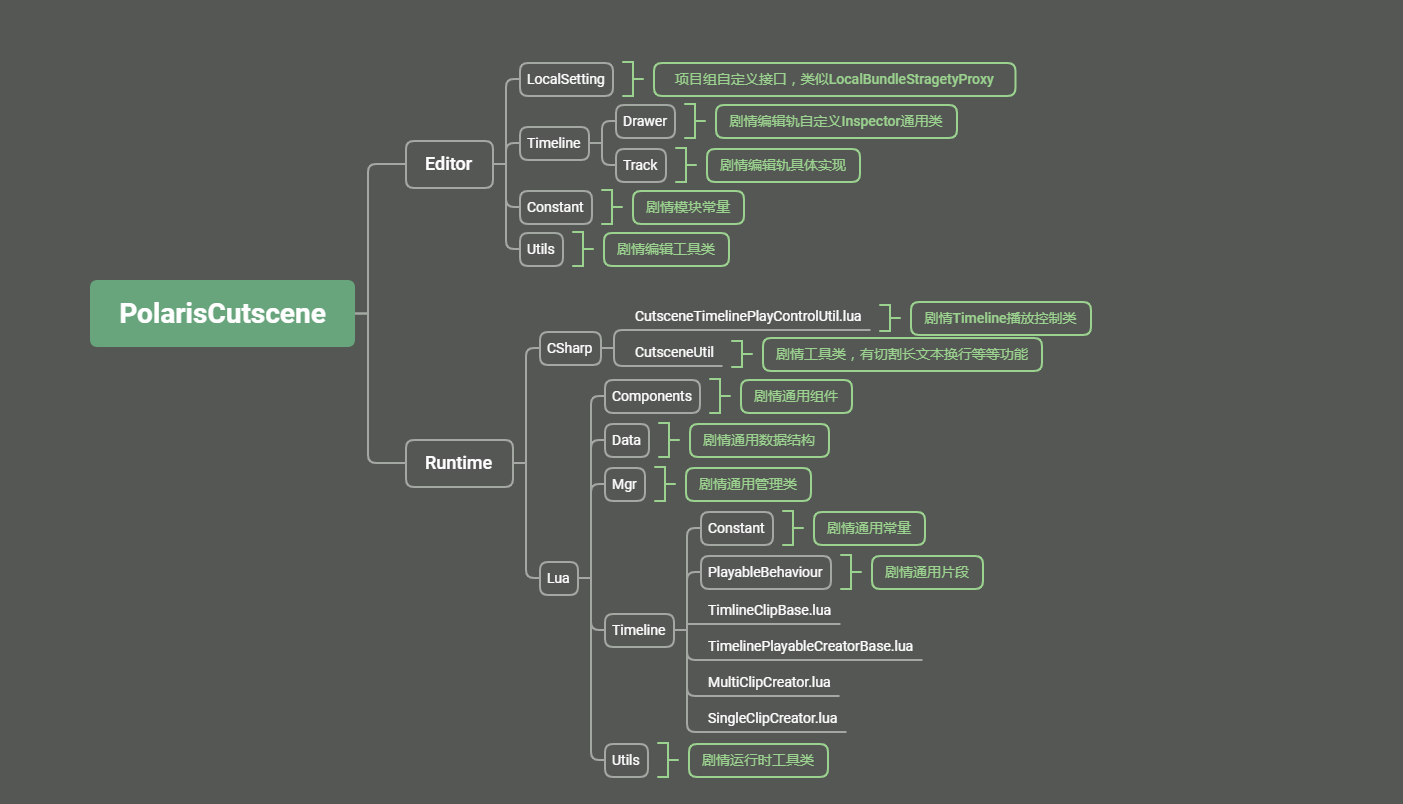 LocalSetting
项目组自定义接口，类似LocalBundleStragetyProxy
Drawer
剧情编辑轨自定义Inspector通用类
Timeline
Track
剧情编辑轨具体实现
Editor
Constant
剧情模块常量
Utils
剧情编辑工具类
PolarisCutscene
CutsceneTimelinePlayControlUtil.lua
剧情Timeline播放控制类
CSharp
CutsceneUtil
剧情工具类，有切割长文本换行等等功能
Components
剧情通用组件
Data
剧情通用数据结构
Runtime
Mgr
剧情通用管理类
Constant
剧情通用常量
PlayableBehaviour
剧情通用片段
Lua
TimlineClipBase.lua
Timeline
TimelinePlayableCreatorBase.lua
MultiClipCreator.lua
SingleClipCreator.lua
Utils
剧情运行时工具类